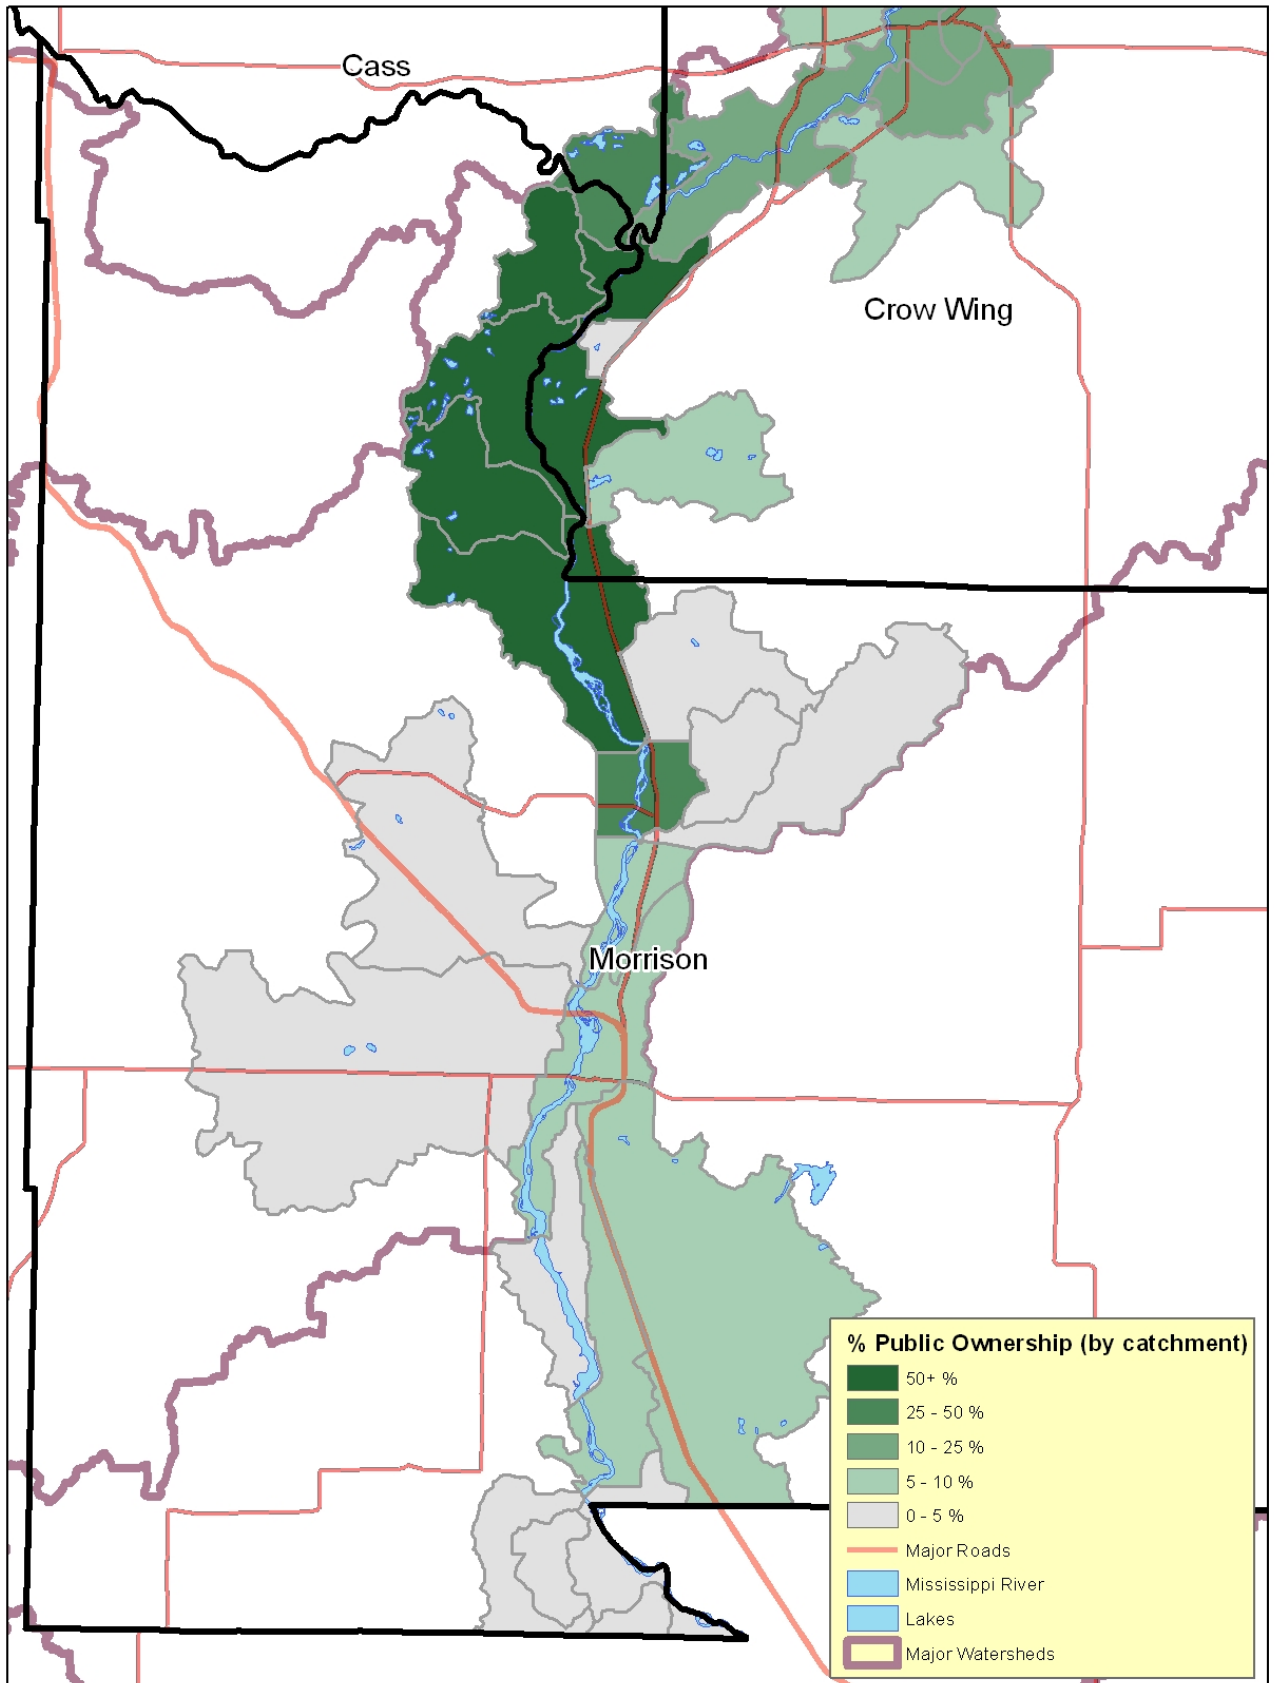 Cass
Crow Wing
Morrison
% Public Ownership (by catchment)
50+ %
25 - 50 %
10 - 25 %
5 - 10 %
0 - 5 %
Major Roads
Mississippi River
Lakes
Major Watersheds